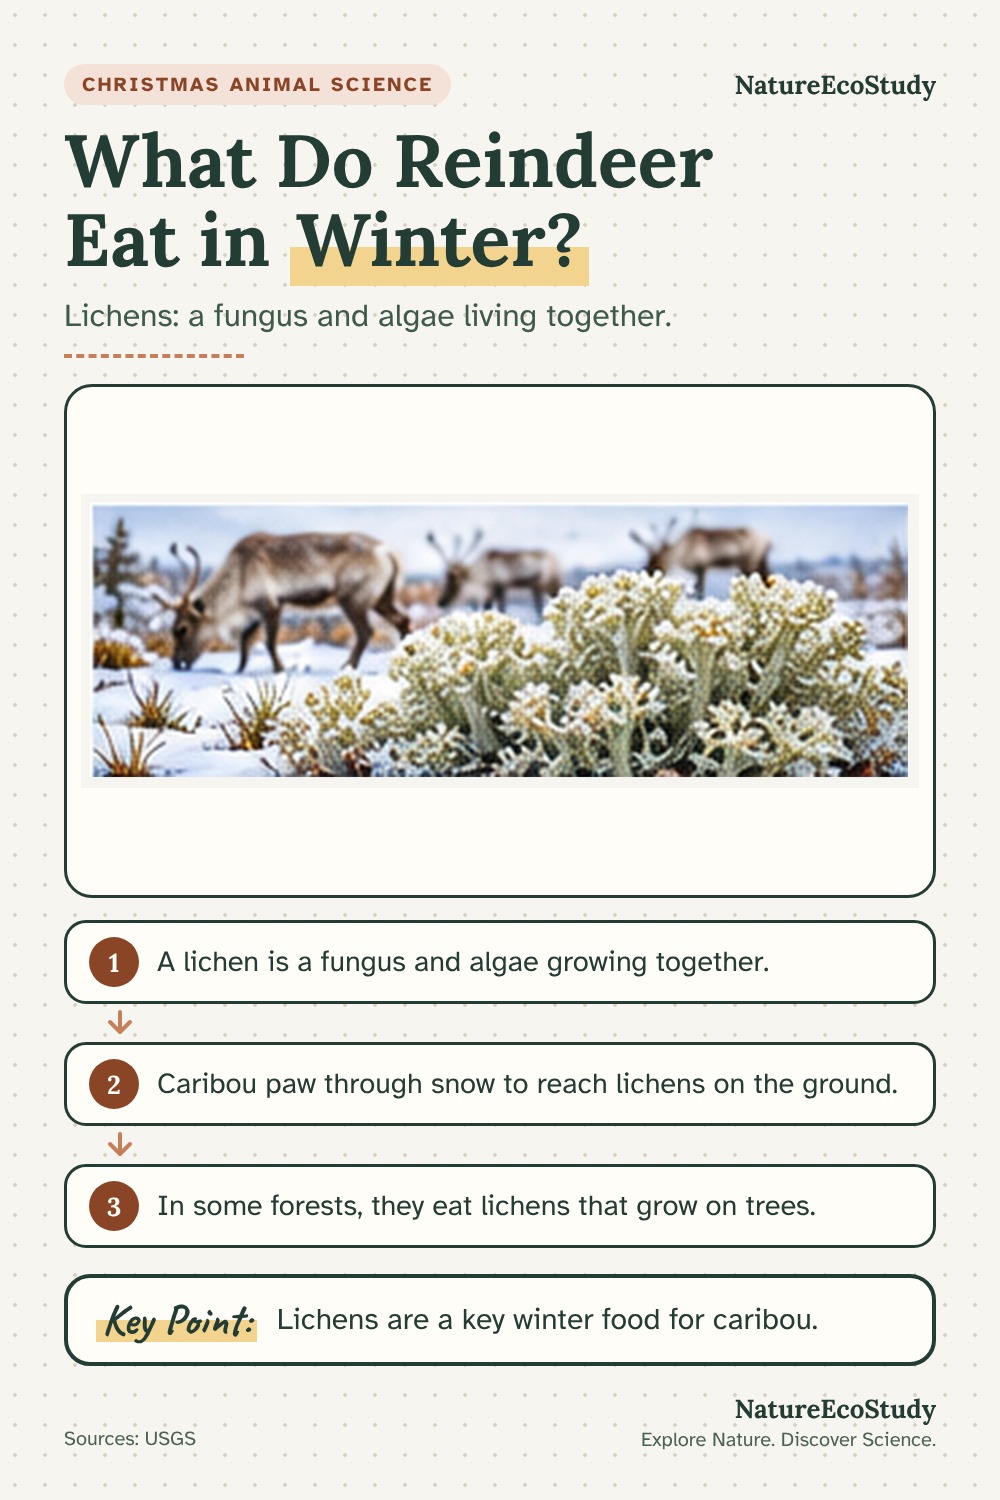 CHRISTMAS ANIMAL SCIENCE
NatureEcoStudy
What Do Reindeer
Eat in Winter?
Lichens: a fungus and algae living together.
1 A lichen is a fungus and algae growing together.
2 Caribou paw through snow to reach lichens on the ground.
3 In some forests, they eat lichens that grow on trees.
Key Point: Lichens are a key winter food for caribou.
NatureEcoStudy
Sources: USGS
Explore Nature. Discover Science.